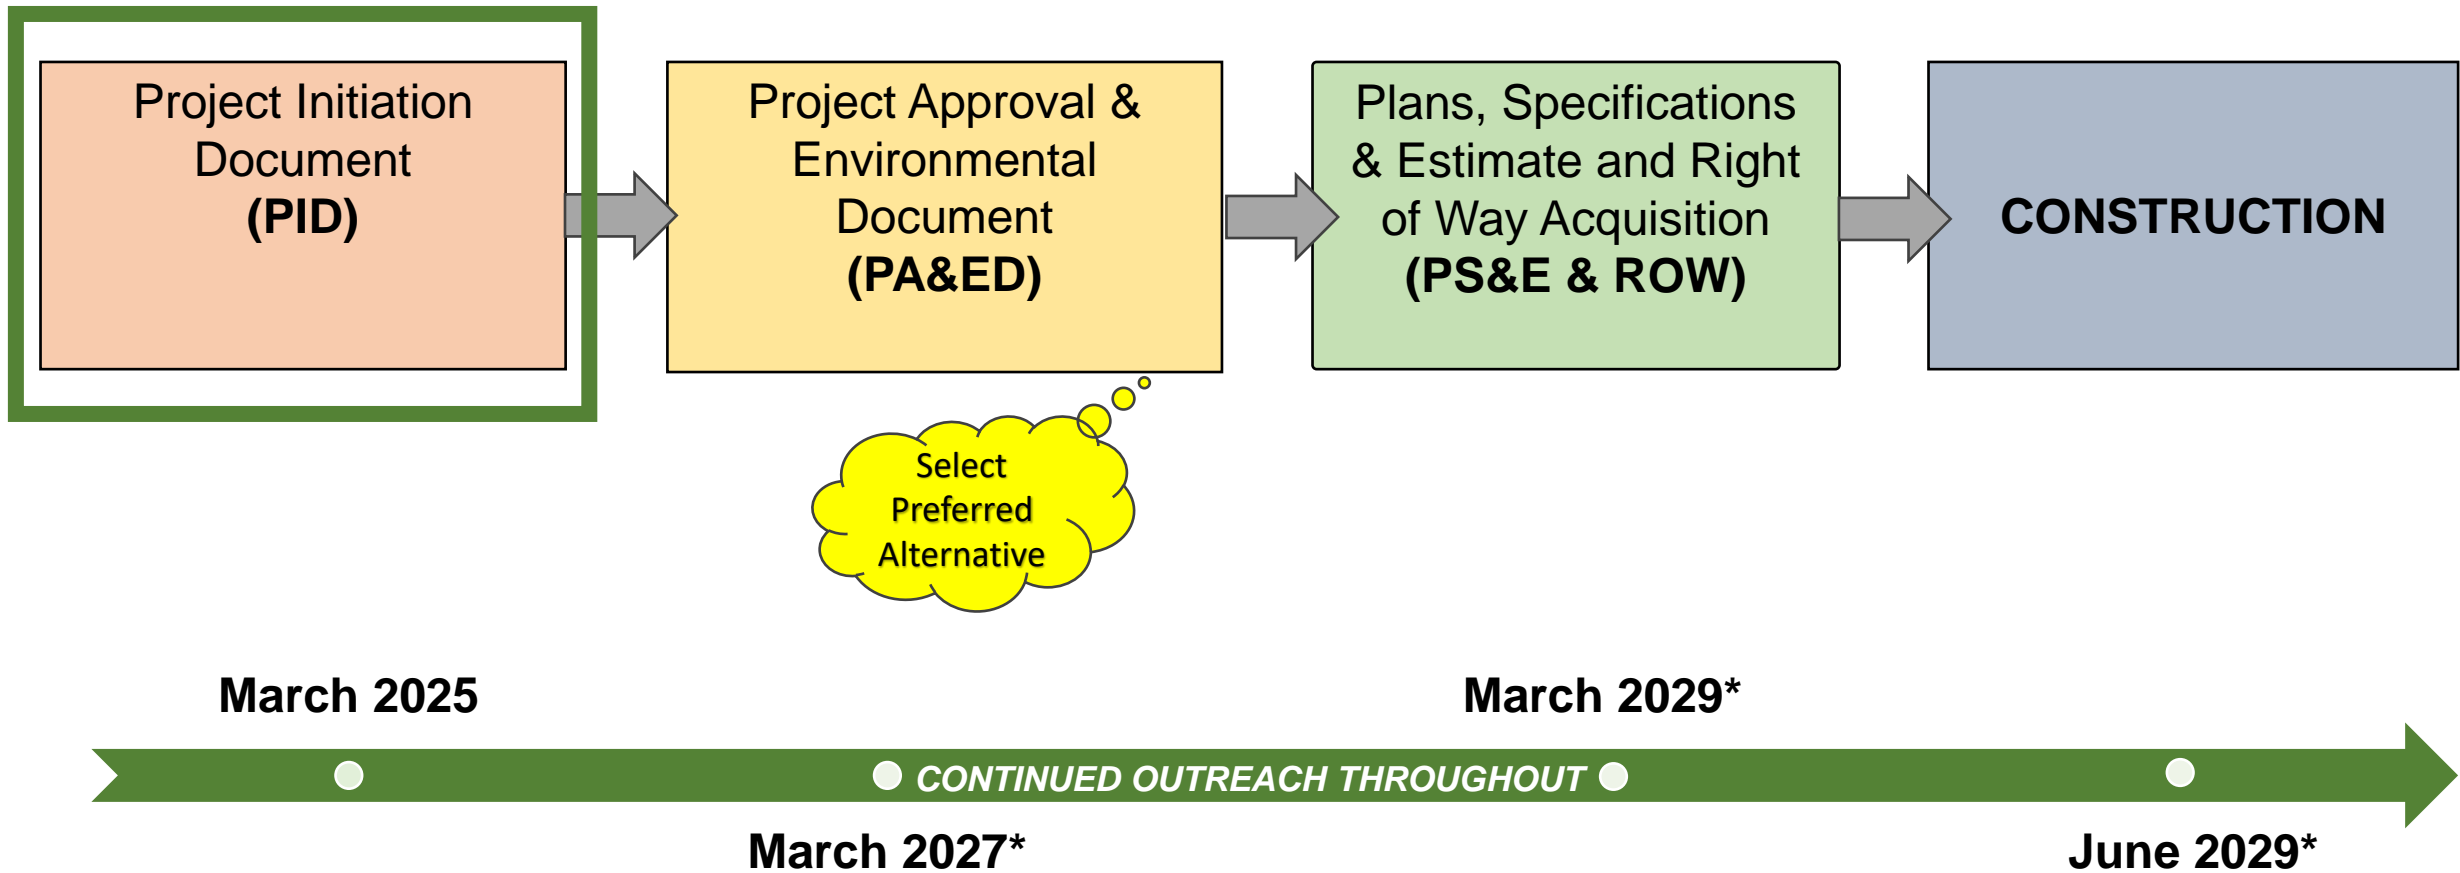 Project Initiation
Document
(PID)
Project Approval &
Environmental
Document
(PA&ED)
Plans, Specifications
& Estimate and Right
of Way Acquisition
(PS&E & ROW)
CONSTRUCTION
Select
Preferred
Alternative
March 2025
March 2029*
CONTINUED OUTREACH THROUGHOUT
March 2027*
June 2029*